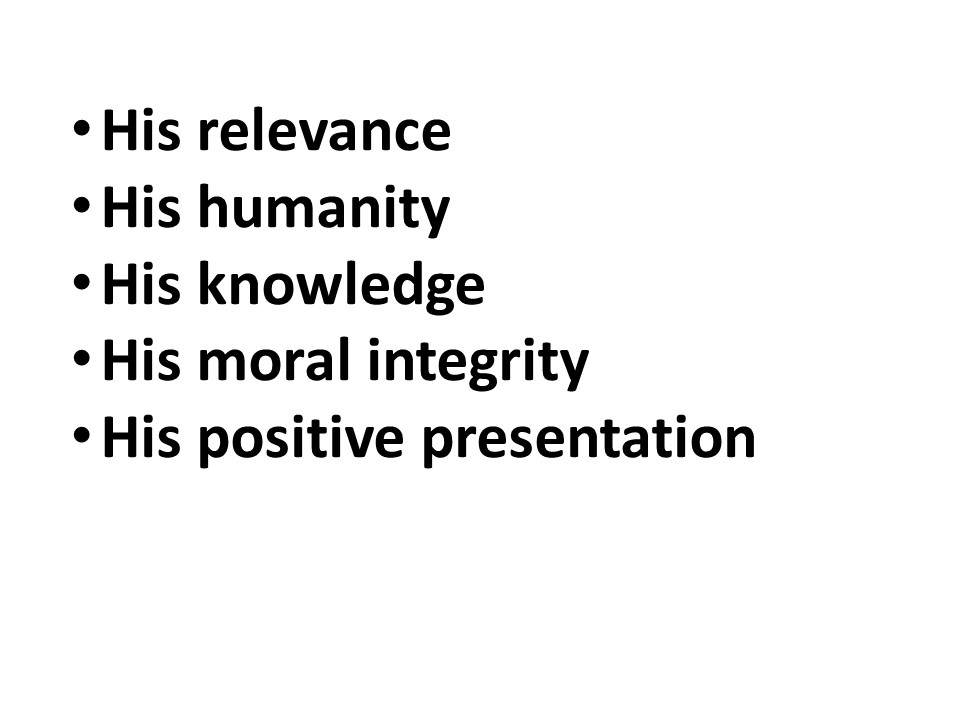 • His relevance
• His humanity
• His knowledge
• His moral integrity
• His positive presentation